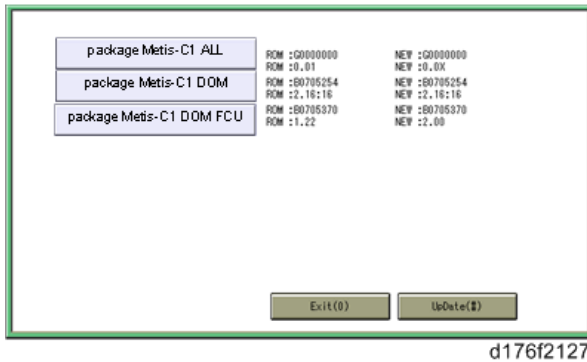 package Metis-C1 ALL
ROM :G0000000 NEW :G0000000
ROM :0.01 NEW :0.0X
package Metis-C1 DOM
ROM :B0705254 NEW :B0705254
ROM :2.16:16 NEW :2.16:16
package Metis-C1 DOM FCU
ROM :B0705370 NEW :B0705370
ROM :1.22 NEW :2.00
Exit(0) UpDate(#)
d176f2127